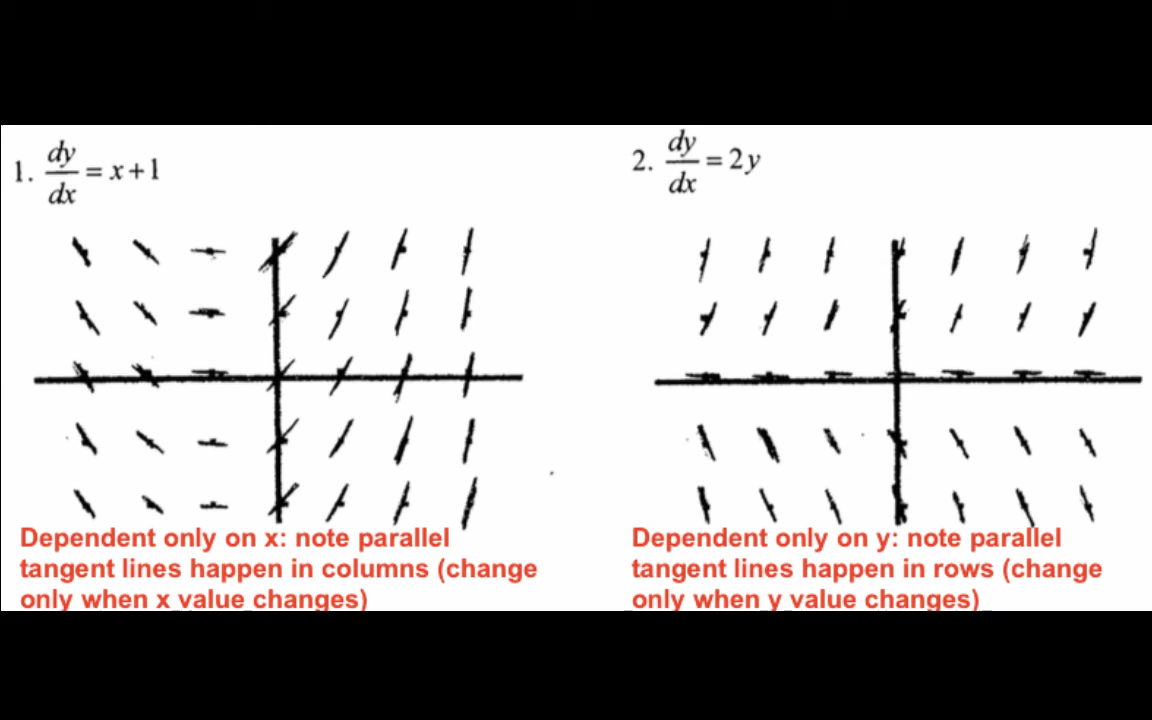 1. dy/dx = x+1
2. dy/dx = 2y
Dependent only on x: note parallel
tangent lines happen in columns (change
only when x value changes)
Dependent only on y: note parallel
tangent lines happen in rows (change
only when y value changes)